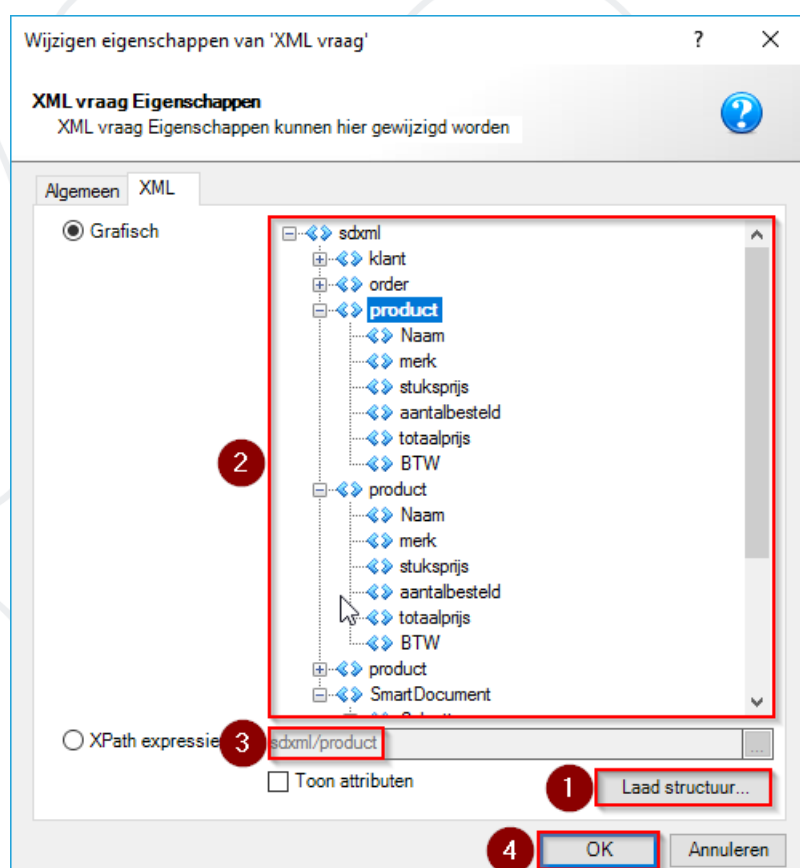 Wijzigen eigenschappen van 'XML vraag' ? ×
XML vraag Eigenschappen
XML vraag Eigenschappen kunnen hier gewijzigd worden
?
Algemeen XML
Grafisch
sdxml
klant
order
product
Naam
merk
stuksprijs
aantalbesteld
totaalprijs
BTW
2
product
Naam
merk
stuksprijs
aantalbesteld
totaalprijs
BTW
product
SmartDocument
XPath expressie 3 sdxml/product ...
Toon attributen 1 Laad structuur...
4 OK Annuleren